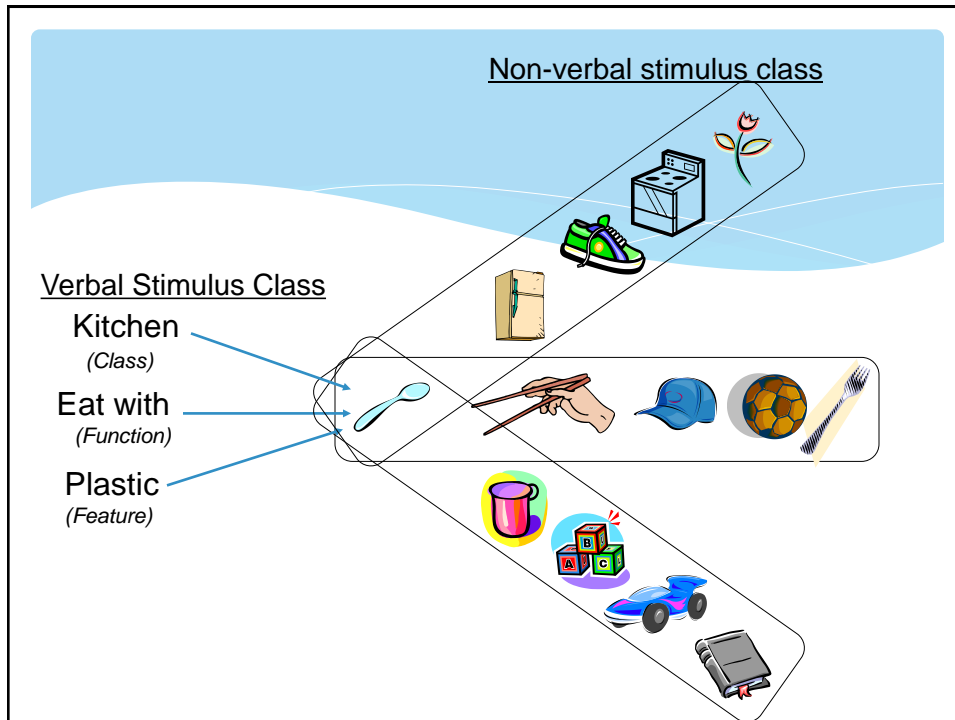 Non-verbal stimulus class
Verbal Stimulus Class
Kitchen
(Class)
Eat with
(Function)
Plastic
(Feature)
B
A
C